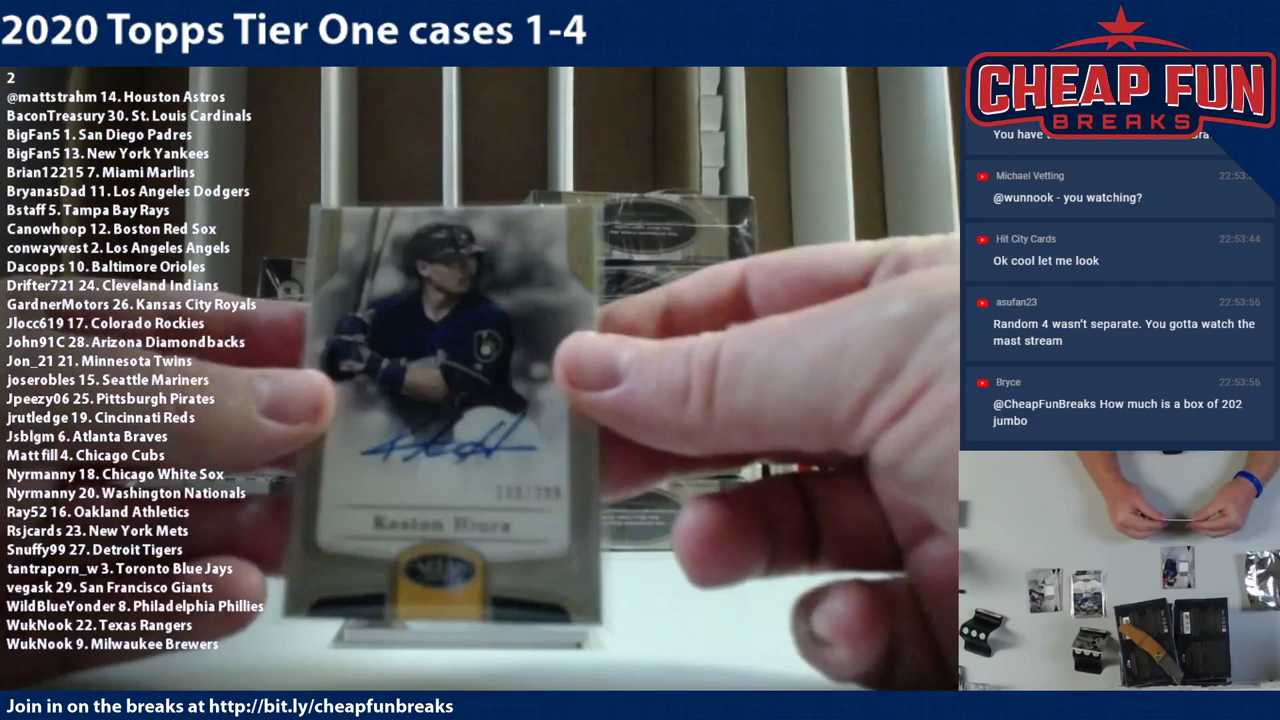 2020 Topps Tier One cases 1-4
2
@mattstrahm 14. Houston Astros
BaconTreasury 30. St. Louis Cardinals
BigFan5 1. San Diego Padres
BigFan5 13. New York Yankees
Brian12215 7. Miami Marlins
BryanasDad 11. Los Angeles Dodgers
Bstaff 5. Tampa Bay Rays
Canowhoop 12. Boston Red Sox
conwaywest 2. Los Angeles Angels
Dacopps 10. Baltimore Orioles
Drifter721 24. Cleveland Indians
GardnerMotors 26. Kansas City Royals
Jlocc619 17. Colorado Rockies
John91C 28. Arizona Diamondbacks
Jon_21 21. Minnesota Twins
joserobles 15. Seattle Mariners
Jpeezy06 25. Pittsburgh Pirates
jrutledge 19. Cincinnati Reds
Jsblgm 6. Atlanta Braves
Matt fill 4. Chicago Cubs
Nyrmanny 18. Chicago White Sox
Nyrmanny 20. Washington Nationals
Ray52 16. Oakland Athletics
Rsjcards 23. New York Mets
Snuffy99 27. Detroit Tigers
tantraporn_w 3. Toronto Blue Jays
vegask 29. San Francisco Giants
WildBlueYonder 8. Philadelphia Phillies
WukNook 22. Texas Rangers
WukNook 9. Milwaukee Brewers
Keston Hiura
CHEAP FUN
BREAKS
You have
Michael Vetting
@wunnook - you watching?
Hit City Cards 22:53:44
Ok cool let me look
asufan23 22:53:56
Random 4 wasn't separate. You gotta watch the
mast stream
Bryce 22:53:56
@CheapFunBreaks How much is a box of 202
jumbo
Join in on the breaks at http://bit.ly/cheapfunbreaks